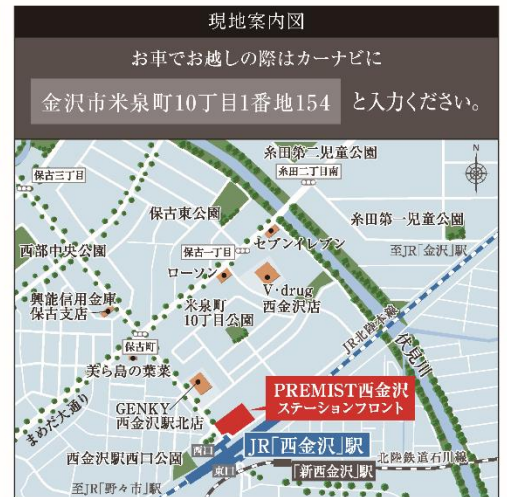 現地案内図
お車でお越しの際はカーナビに
金沢市米泉町10丁目1番地154 と入力ください。
糸田第二児童公園
N
保古三丁目
糸田二丁目南
保古東公園
糸田第一児童公園
セブンイレブン
西部中央公園
保古一丁目
至JR「金沢」駅
ローソン
V・drug
西金沢店
興能信用金庫
保古支店
米泉町
10丁目公園
JR北陸本線
伏見川
保古町
美ら島の葉菜
PREMIST西金沢
ステーションフロント
GENKY
西金沢駅北店
まめだ大通り
西口
JR「西金沢」駅
西金沢駅西口公園
東口
「新西金沢」駅
北陸鉄道石川線
至JR「野々市」駅